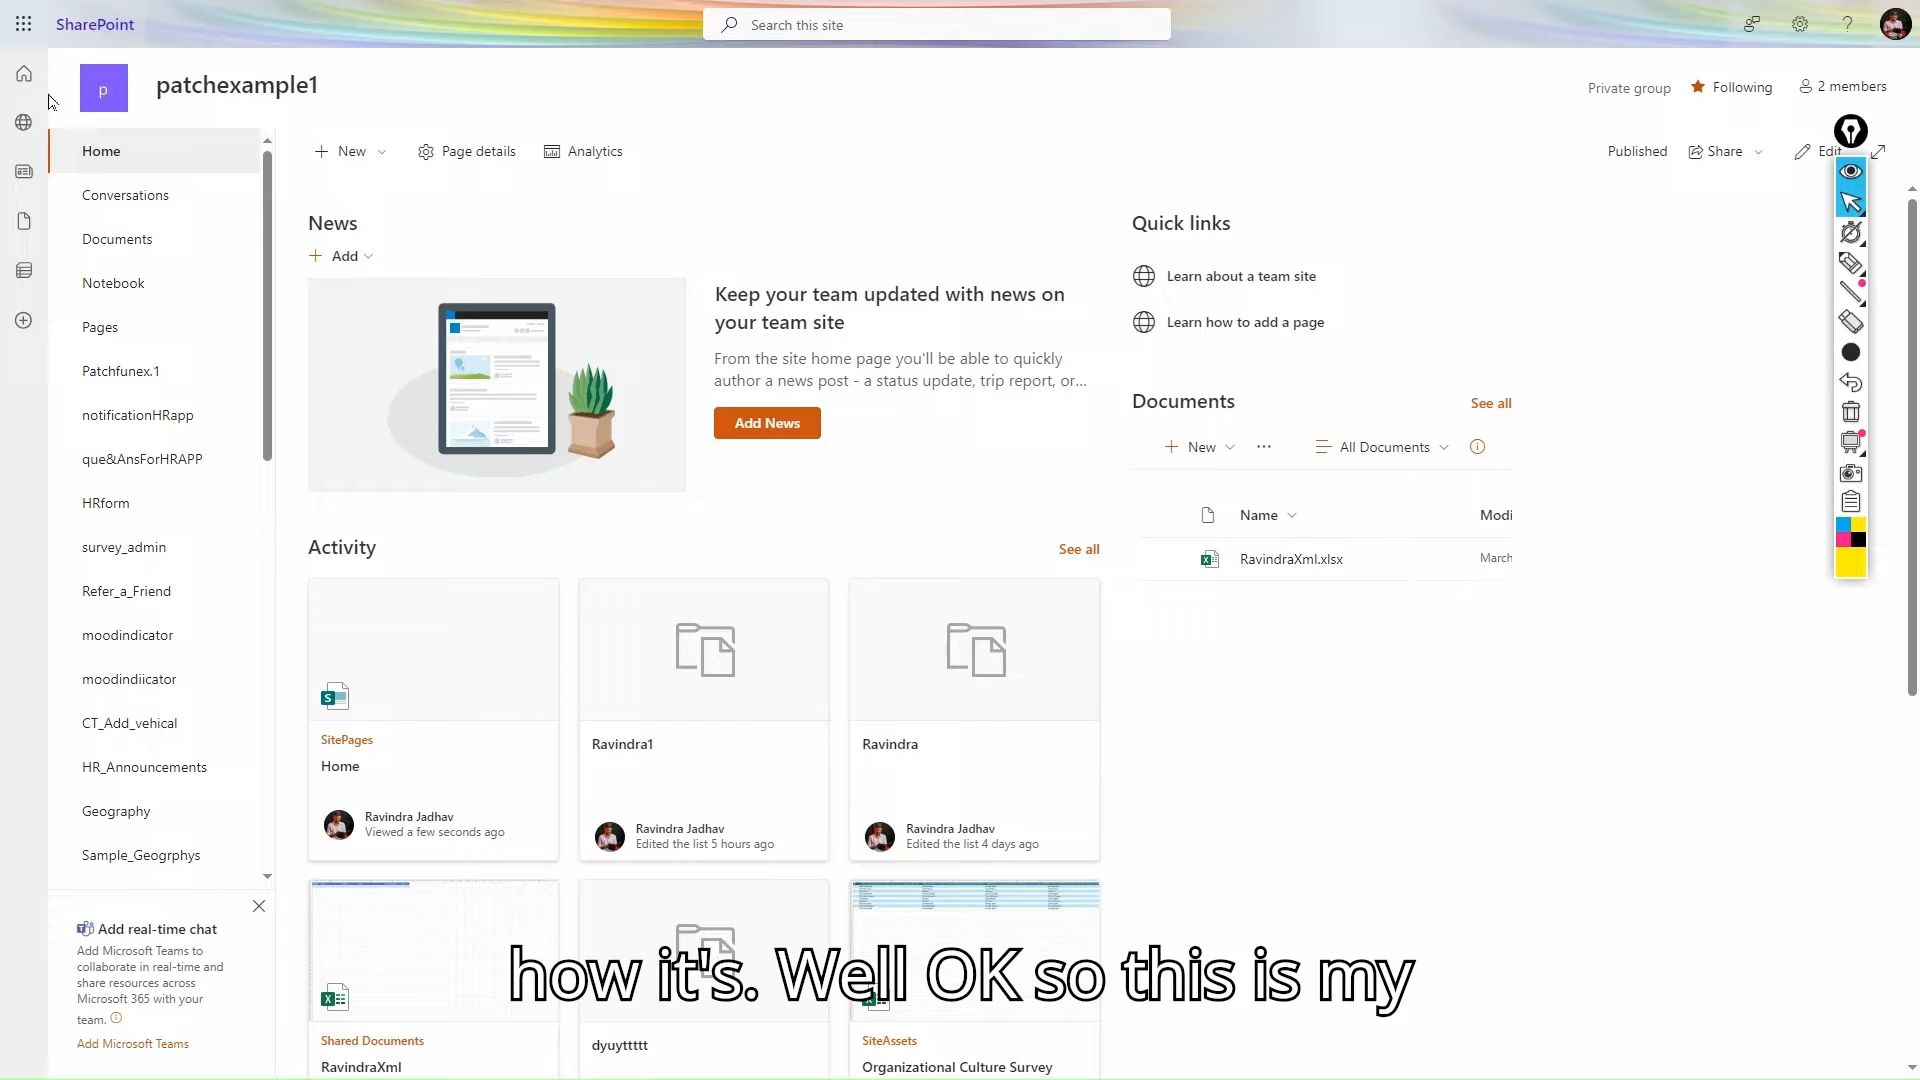 SharePoint
Search this site
p
patchexample1
Private group
Following
2 members
Home
Conversations
Documents
Notebook
Pages
Patchfunex.1
notificationHRapp
que&AnsForHRAPP
HRform
survey_admin
Refer_a_Friend
moodindicator
moodindiicator
CT_Add_vehical
HR_Announcements
Geography
Sample_Geogrphys
Add real-time chat
Add Microsoft Teams to
collaborate in real-time and
share resources across
Microsoft 365 with your
team.
Add Microsoft Teams
New
Page details
Analytics
Published
Share
Edit
News
Add
Keep your team updated with news on
your team site
From the site home page you'll be able to quickly
author a news post - a status update, trip report, or...
Add News
Quick links
Learn about a team site
Learn how to add a page
Documents
See all
New
All Documents
Name
Modi
RavindraXml.xlsx
March
Activity
See all
SitePages
Home
Ravindra Jadhav
Viewed a few seconds ago
Ravindra1
Ravindra Jadhav
Edited the list 5 hours ago
Ravindra
Ravindra Jadhav
Edited the list 4 days ago
Shared Documents
RavindraXml
dyuyttttt
SiteAssets
Organizational Culture Survey
how it's. Well OK so this is my